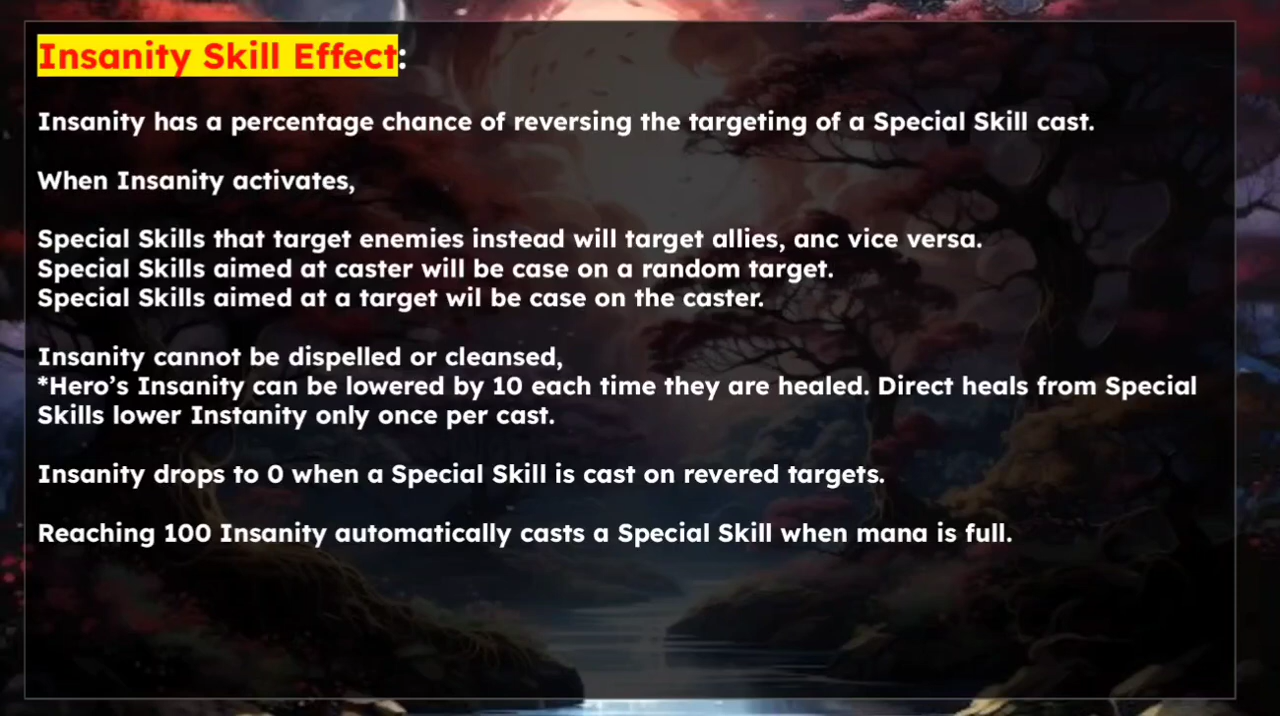 Insanity Skill Effect:
Insanity has a percentage chance of reversing the targeting of a Special Skill cast.
When Insanity activates,
Special Skills that target enemies instead will target allies, anc vice versa.
Special Skills aimed at caster will be case on a random target.
Special Skills aimed at a target wil be case on the caster.
Insanity cannot be dispelled or cleansed,
*Hero’s Insanity can be lowered by 10 each time they are healed. Direct heals from Special
Skills lower Instanity only once per cast.
Insanity drops to 0 when a Special Skill is cast on revered targets.
Reaching 100 Insanity automatically casts a Special Skill when mana is full.